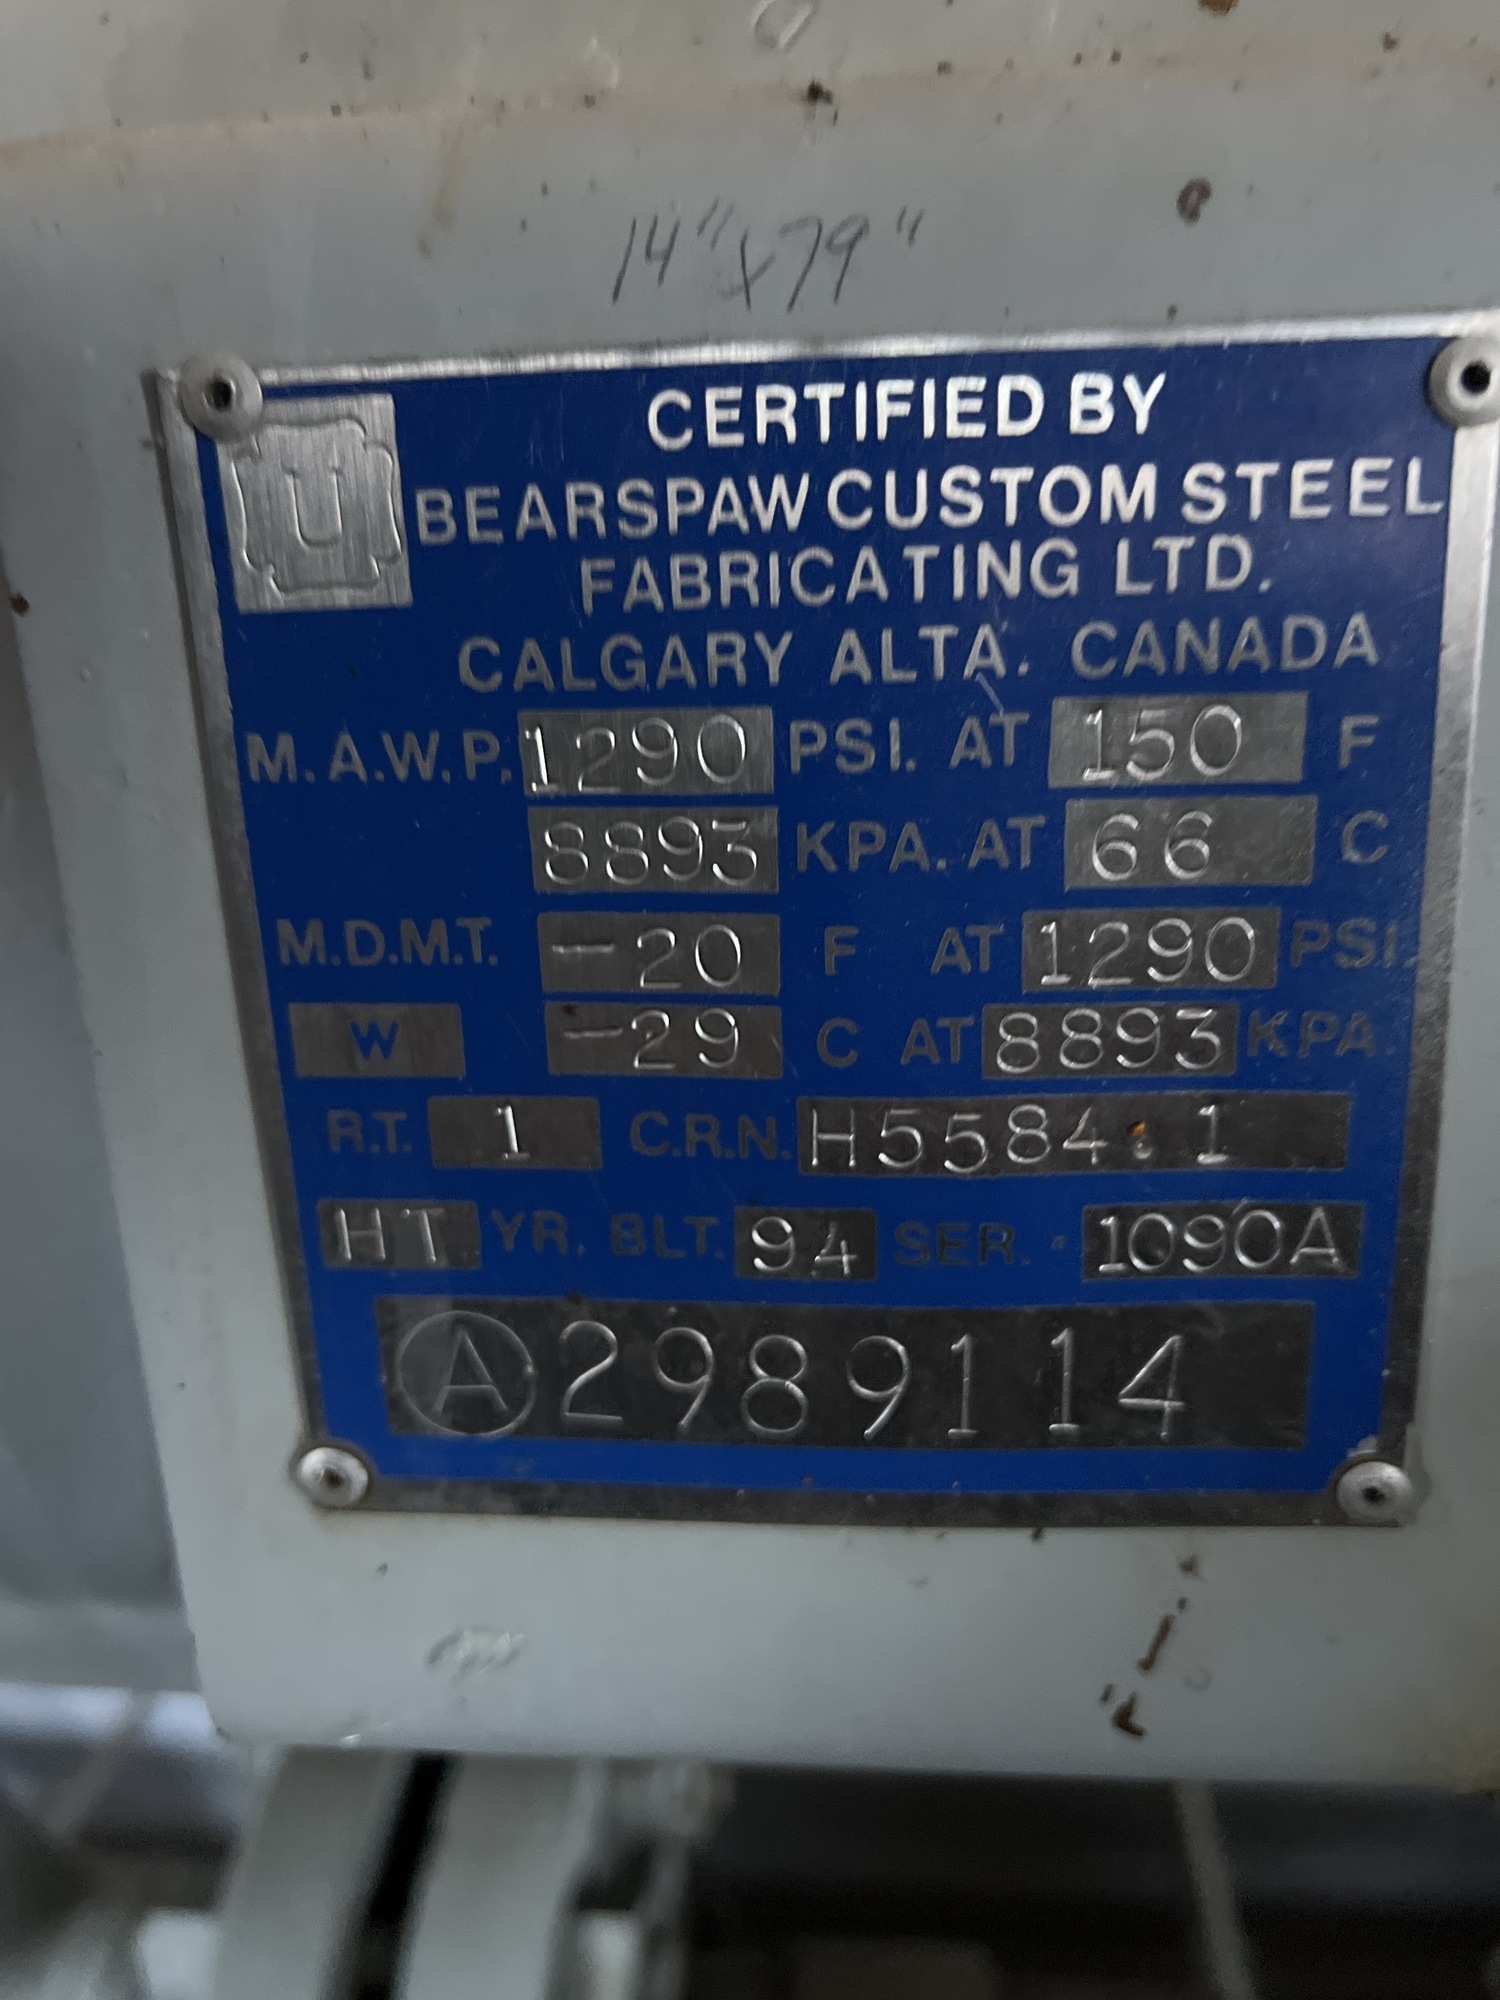 14" x 79"
U
CERTIFIED BY
BEARSPAW CUSTOM STEEL
FABRICATING LTD.
CALGARY ALTA. CANADA
M.A.W.P. 1290 PSI. AT 150 F
8893 KPA. AT 66 C
M.D.M.T. -20 F AT 1290 PSI.
W -29 C AT 8893 KPA.
R.T. 1 C.R.N. H5584.1
HT YR. BLT. 94 SER. 1090A
A 2989114